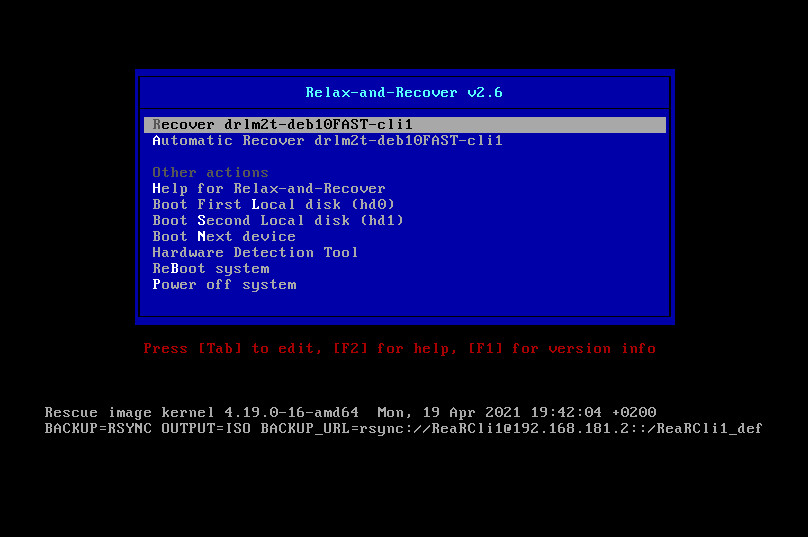 Relax-and-Recover v2.6
Recover drlm2t-deb10FAST-cli1
Automatic Recover drlm2t-deb10FAST-cli1
Other actions
Help for Relax-and-Recover
Boot First Local disk (hd0)
Boot Second Local disk (hd1)
Boot Next device
Hardware Detection Tool
ReBoot system
Power off system
Press [Tab] to edit, [F2] for help, [F1] for version info
Rescue image kernel 4.19.0-16-amd64  Mon, 19 Apr 2021 19:42:04 +0200
BACKUP=RSYNC OUTPUT=ISO BACKUP_URL=rsync://ReaRCli1@192.168.181.2::/ReaRCli1_def